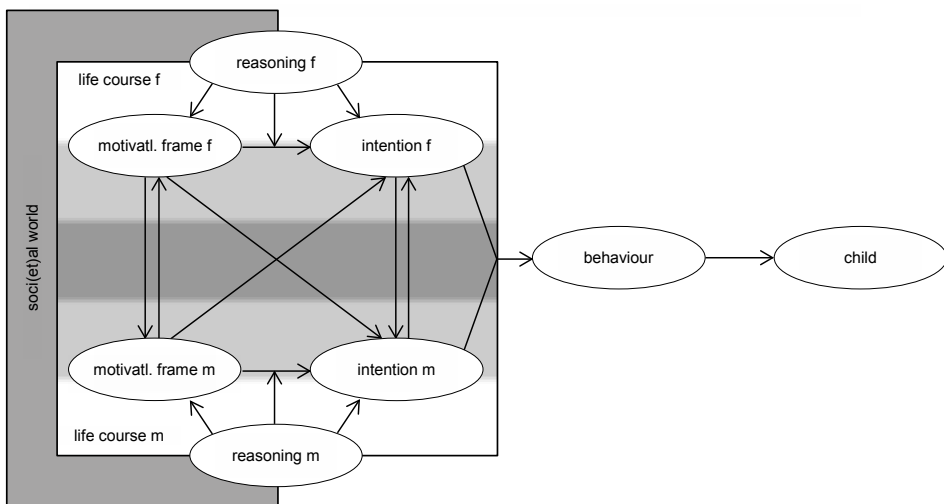 reasoning f
life course f
motivatl. frame f
intention f
soci(et)al world
behaviour
child
motivatl. frame m
intention m
life course m
reasoning m